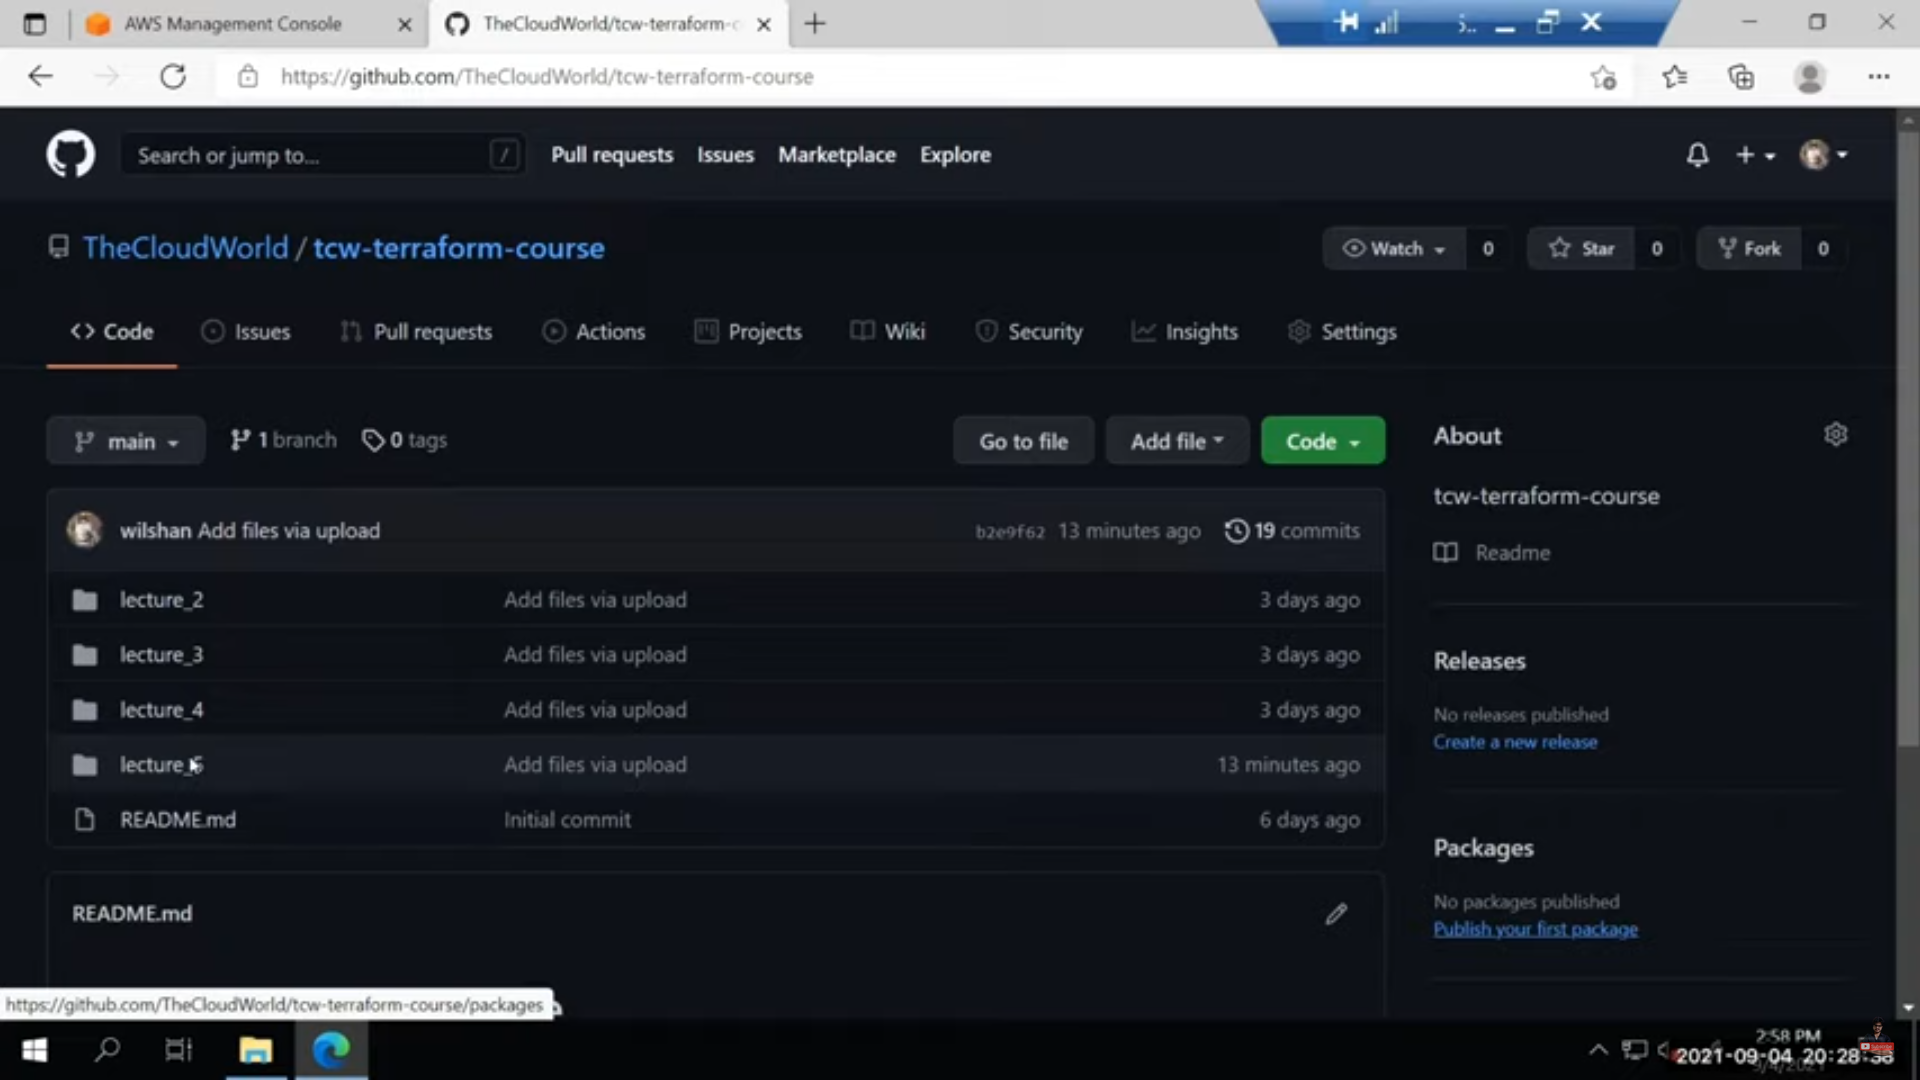 AWS Management Console
TheCloudWorld/tcw-terraform-c
https://github.com/TheCloudWorld/tcw-terraform-course
Search or jump to...
/
Pull requests
Issues
Marketplace
Explore
TheCloudWorld / tcw-terraform-course
Watch 0
Star 0
Fork 0
Code
Issues
Pull requests
Actions
Projects
Wiki
Security
Insights
Settings
main
1 branch
0 tags
Go to file
Add file
Code
About
tcw-terraform-course
Readme
wilshan Add files via upload b2e9f62 13 minutes ago 19 commits
lecture_2 Add files via upload 3 days ago
lecture_3 Add files via upload 3 days ago
lecture_4 Add files via upload 3 days ago
Add files via upload 13 minutes ago
README.md Initial commit 6 days ago
Releases
No releases published
Create a new release
Packages
No packages published
Publish your first package
README.md
https://github.com/TheCloudWorld/tcw-terraform-course/packages
2:58 PM
2021-09-04 20:28:38